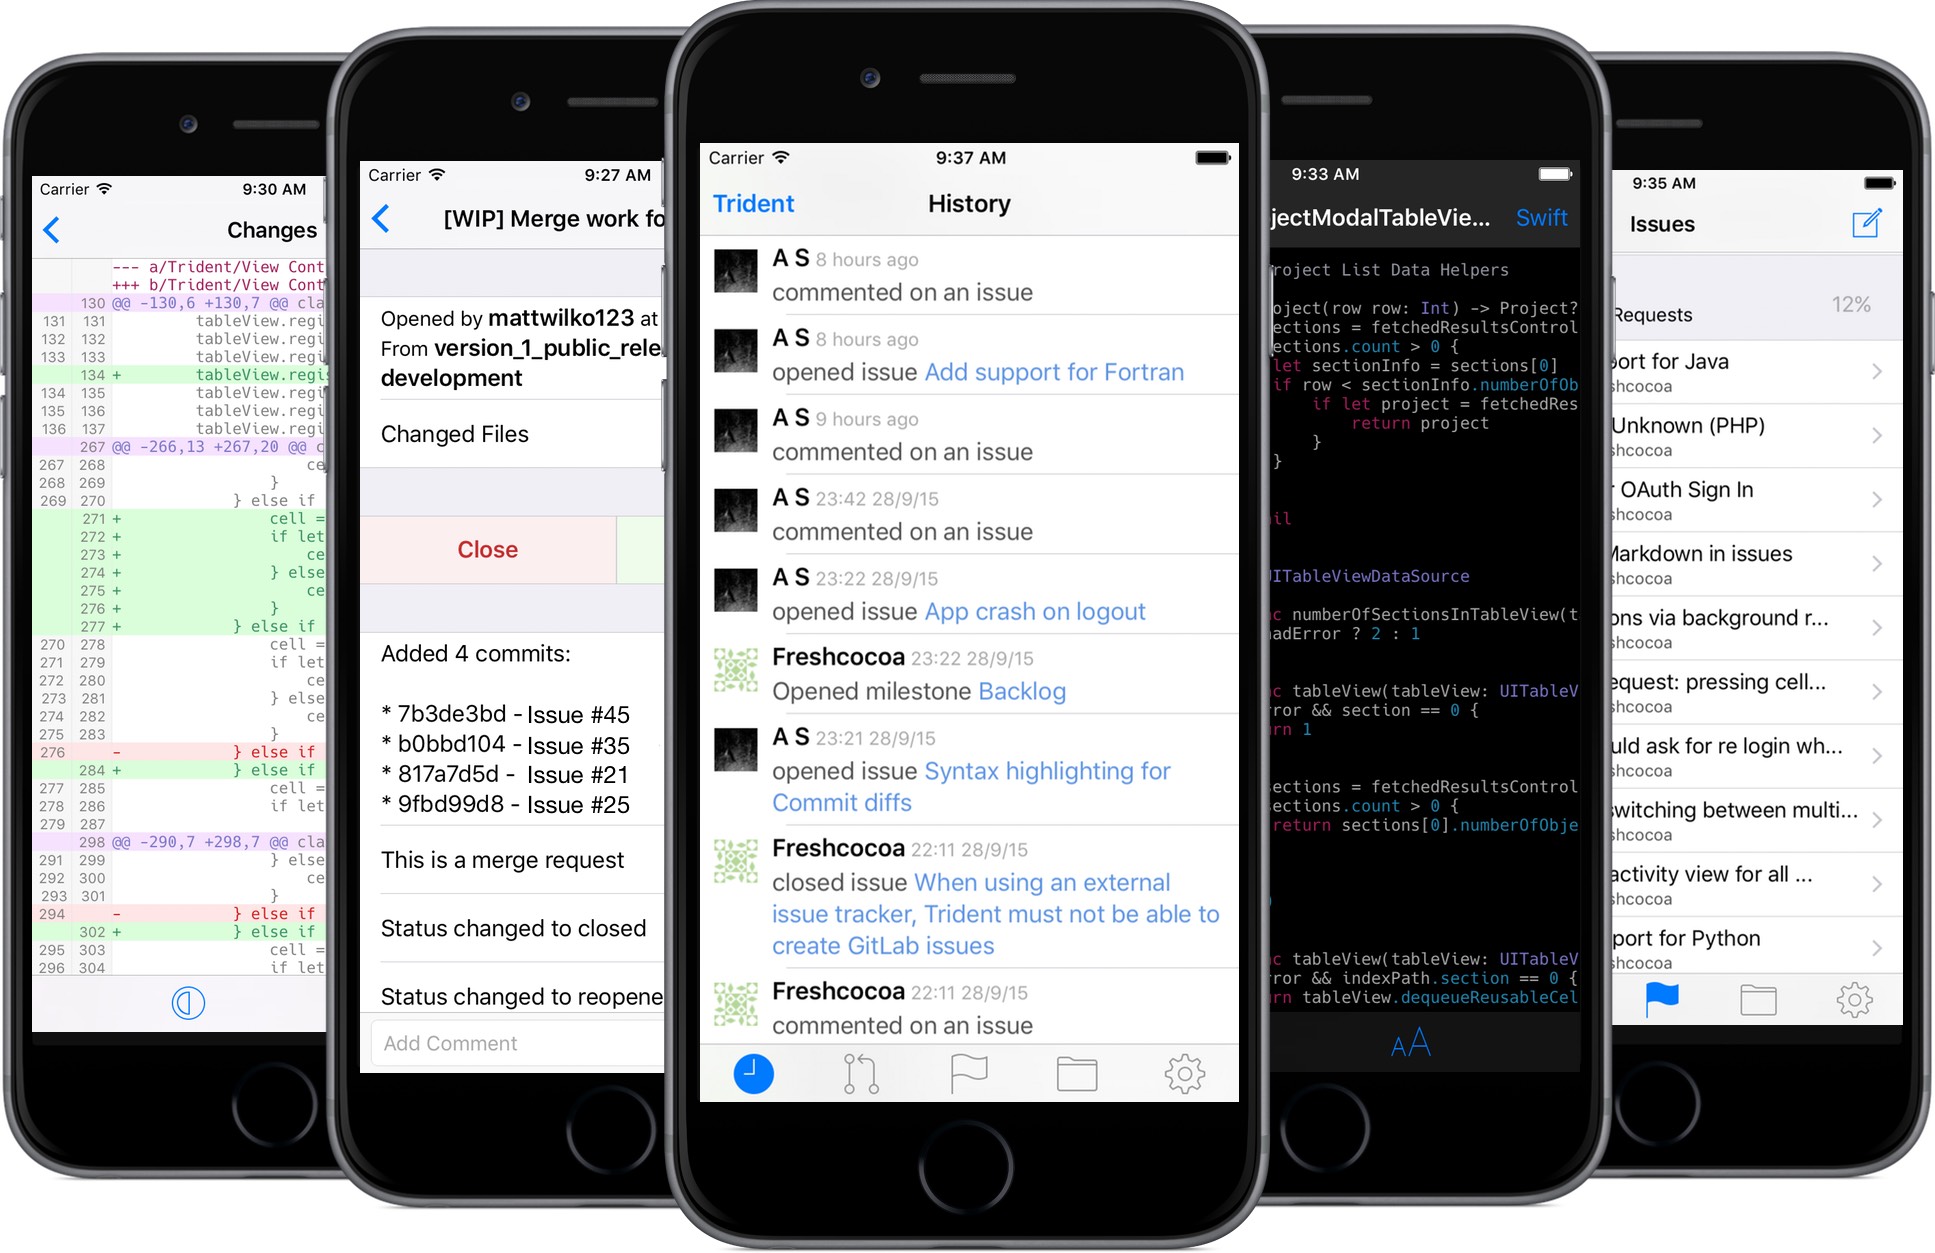 Carrier 9:30 AM
Changes
--- a/Trident/View Cont
+++ b/Trident/View Cont
130 @@ -130,6 +130,7 @@ cla
131 131 tableView.regi
132 132 tableView.regi
133 133 tableView.regi
134 + tableView.regis
134 135 tableView.regi
135 136 tableView.regi
136 137 tableView.regi
267 @@ -266,13 +267,20 @@ c
267 268 ce
268 269 }
269 270 } else if
271 + cell =
272 + if let
273 + ce
274 + } else
275 + ce
276 + }
277 + } else if
270 278 cell =
271 279 if let
272 280 ce
273 281 } else
274 282 ce
275 283 }
276 - } else if
284 + } else if
277 285 cell =
278 286 if let
279 287
298 @@ -290,7 +298,7 @@ cla
291 299 } else
292 300 ce
293 301 }
294 - } else if
302 + } else if
295 303 cell =
296 304 if let
Carrier 9:27 AM
[WIP] Merge work fo
Opened by mattwilko123 at
From version_1_public_rele
development
Changed Files
Close
Added 4 commits:
* 7b3de3bd - Issue #45
* b0bbd104 - Issue #35
* 817a7d5d - Issue #21
* 9fbd99d8 - Issue #25
This is a merge request
Status changed to closed
Status changed to reopene
Add Comment
Carrier 9:37 AM
Trident History
A S 8 hours ago
commented on an issue
A S 8 hours ago
opened issue Add support for Fortran
A S 9 hours ago
commented on an issue
A S 23:42 28/9/15
commented on an issue
A S 23:22 28/9/15
opened issue App crash on logout
Freshcocoa 23:22 28/9/15
Opened milestone Backlog
A S 23:21 28/9/15
opened issue Syntax highlighting for
Commit diffs
Freshcocoa 22:11 28/9/15
closed issue When using an external
issue tracker, Trident must not be able to
create GitLab issues
Freshcocoa 22:11 28/9/15
commented on an issue
9:33 AM
jectModalTableVie... Swift
roject List Data Helpers
oject(row row: Int) -> Project?
ections = fetchedResultsControl
ections.count > 0 {
let sectionInfo = sections[0]
if row < sectionInfo.numberOfOb
if let project = fetchedRes
return project
}
}
il
UITableViewDataSource
c numberOfSectionsInTableView(t
adError ? 2 : 1
c tableView(tableView: UITableV
ror && section == 0 {
rn 1
ections = fetchedResultsControl
ections.count > 0 {
return sections[0].numberOfObje
c tableView(tableView: UITableV
ror && indexPath.section == 0 {
rn tableView.dequeueReusableCel
AA
9:35 AM
Issues
12%
Requests
ort for Java
shcocoa
Unknown (PHP)
shcocoa
OAuth Sign In
shcocoa
Markdown in issues
shcocoa
ons via background r...
shcocoa
equest: pressing cell...
shcocoa
uld ask for re login wh...
shcocoa
switching between multi...
shcocoa
activity view for all ...
shcocoa
port for Python
shcocoa